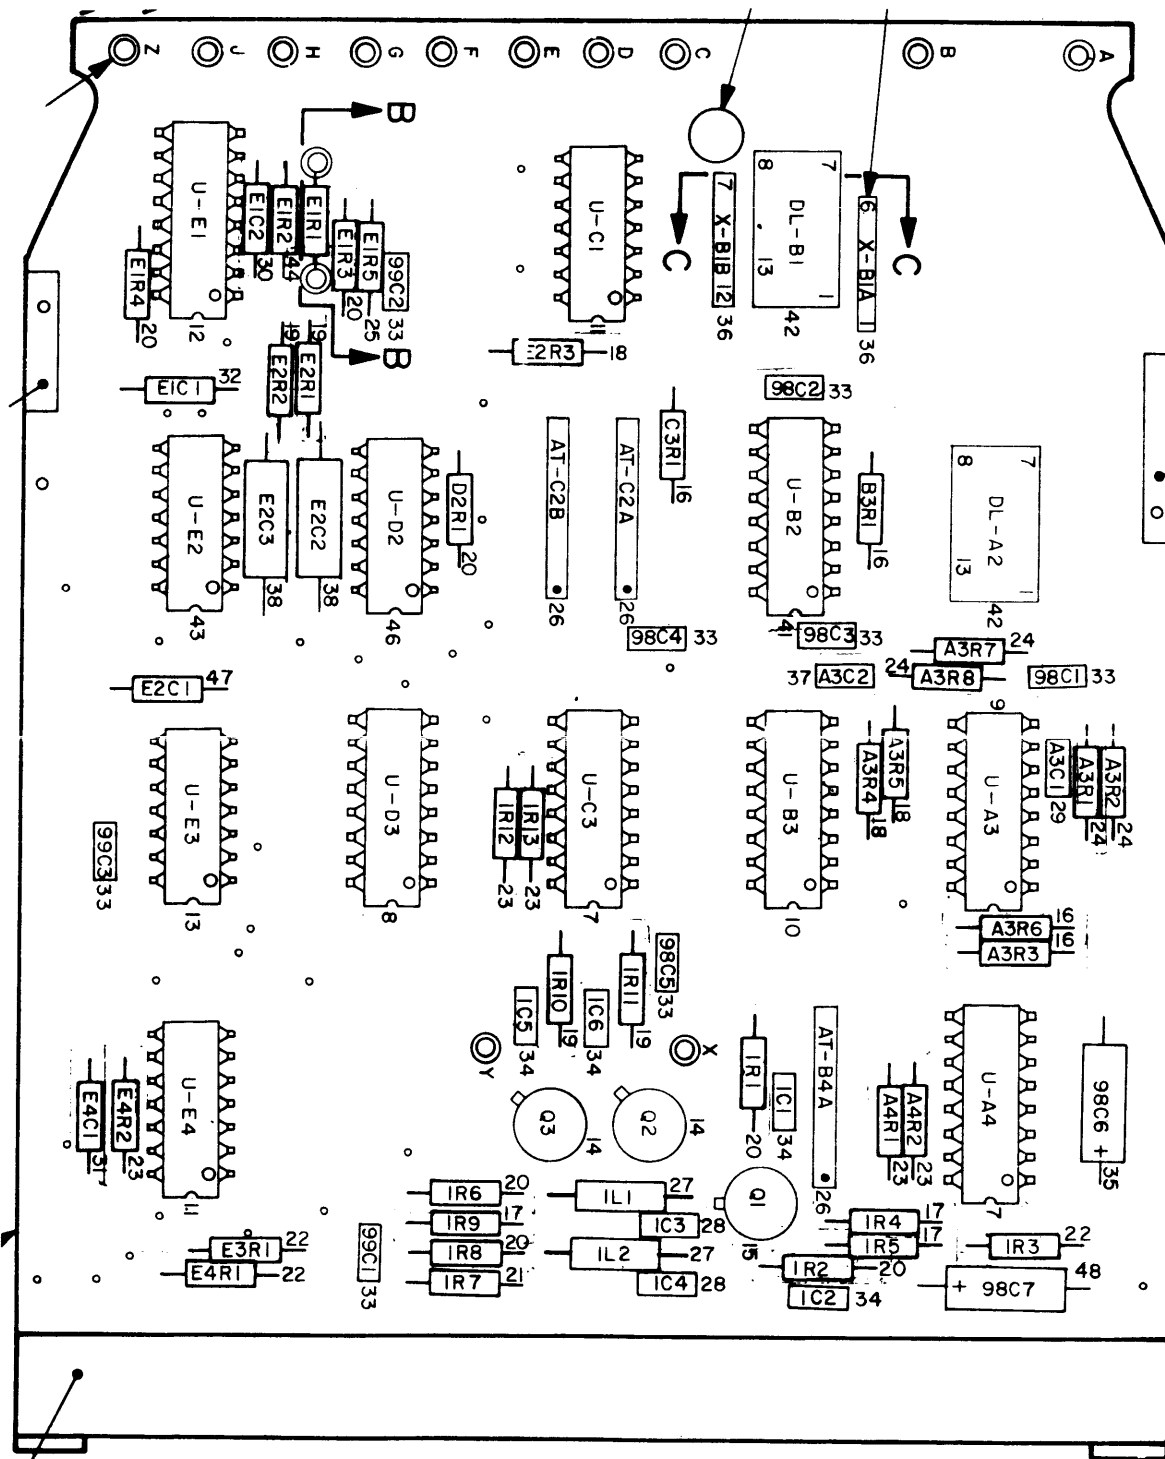 Z J H G F E D C B A
B
U-E1
12
E1C2
30
E1R2
44
E1R1
E1R3
20
E1R5
25
99C2
33
E1R4
20
B
U-C1
11
C
7 X-B1B 12
36
8 7
DL-B1
13 1
42
6 X-B1A 1
36
C
E2R3 18
E1C1 32
19
E2R2
19
E2R1
98C2 33
U-E2
43
E2C3
38
E2C2
38
U-D2
46
D2R1
20
AT-C2B
26
AT-C2A
26
C3R1
16
U-B2
41
B3R1
16
8 7
DL-A2
13 1
42
98C4 33
98C3 33
A3R7 24
37 A3C2
24 A3R8
98C1 33
E2C1 47
U-E3
13
99C3
33
U-D3
8
1R12
23
1R13
23
U-C3
7
U-B3
10
A3R4
18
A3R5
18
9
U-A3
A3C1
29
A3R1
24
A3R2
24
A3R6 16
A3R3 16
1C5
34
1R10
19
1C6
34
1R11
19
98C5
33
Y
X
E4C1
31
E4R2
23
U-E4
11
Q3
14
Q2
14
1R1
20
1C1
34
AT-B4A
26
A4R1
23
A4R2
23
U-A4
7
98C6
+
35
Q1
15
1R6 20
1R9 17
1R8 20
1R7 21
1L1 27
1C3 28
1L2 27
1C4 28
1R4 17
1R5 17
1R2 20
1C2 34
1R3 22
+ 98C7 48
E3R1 22
E4R1 22
99C1
33